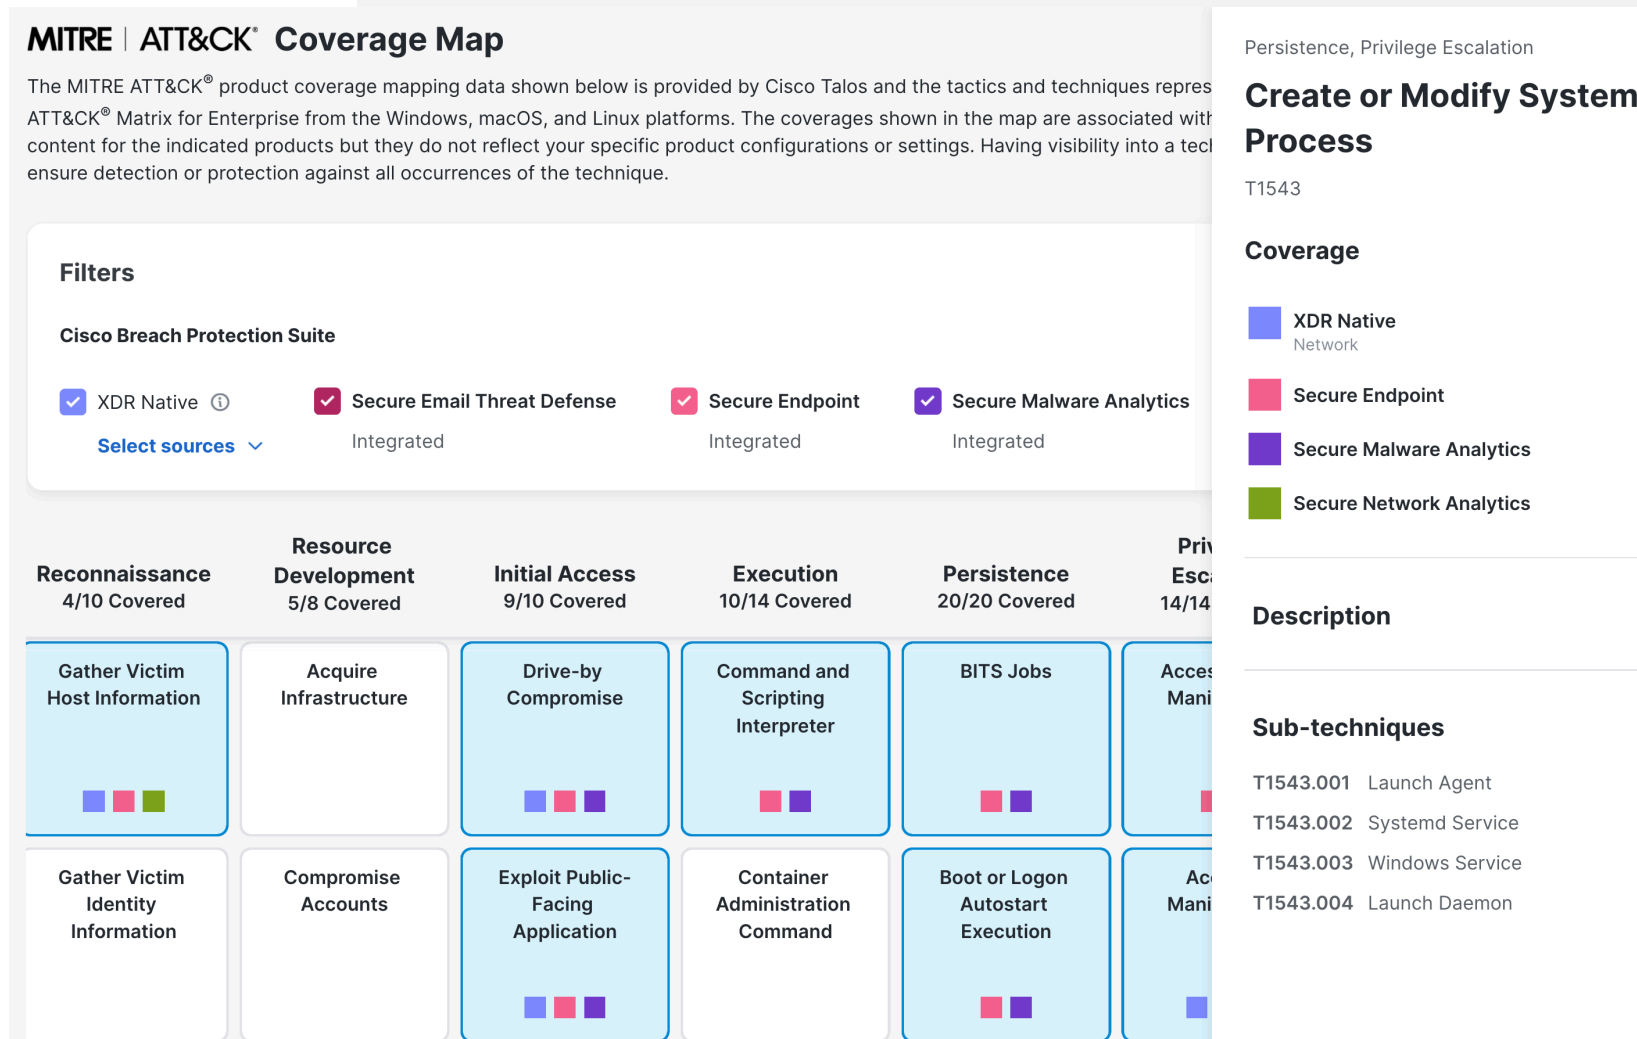 MITRE | ATT&CK® Coverage Map
The MITRE ATT&CK® product coverage mapping data shown below is provided by Cisco Talos and the tactics and techniques repres
ATT&CK® Matrix for Enterprise from the Windows, macOS, and Linux platforms. The coverages shown in the map are associated with
content for the indicated products but they do not reflect your specific product configurations or settings. Having visibility into a tec
ensure detection or protection against all occurrences of the technique.
Filters
Cisco Breach Protection Suite
XDR Native
Select sources
Secure Email Threat Defense
Integrated
Secure Endpoint
Integrated
Secure Malware Analytics
Integrated
Reconnaissance
4/10 Covered
Resource
Development
5/8 Covered
Initial Access
9/10 Covered
Execution
10/14 Covered
Persistence
20/20 Covered
Priv
Esc
14/14
Gather Victim
Host Information
Acquire
Infrastructure
Drive-by
Compromise
Command and
Scripting
Interpreter
BITS Jobs
Acces
Mani
Gather Victim
Identity
Information
Compromise
Accounts
Exploit Public-
Facing
Application
Container
Administration
Command
Boot or Logon
Autostart
Execution
Ac
Mani
Persistence, Privilege Escalation
Create or Modify System
Process
T1543
Coverage
XDR Native
Network
Secure Endpoint
Secure Malware Analytics
Secure Network Analytics
Description
Sub-techniques
T1543.001 Launch Agent
T1543.002 Systemd Service
T1543.003 Windows Service
T1543.004 Launch Daemon